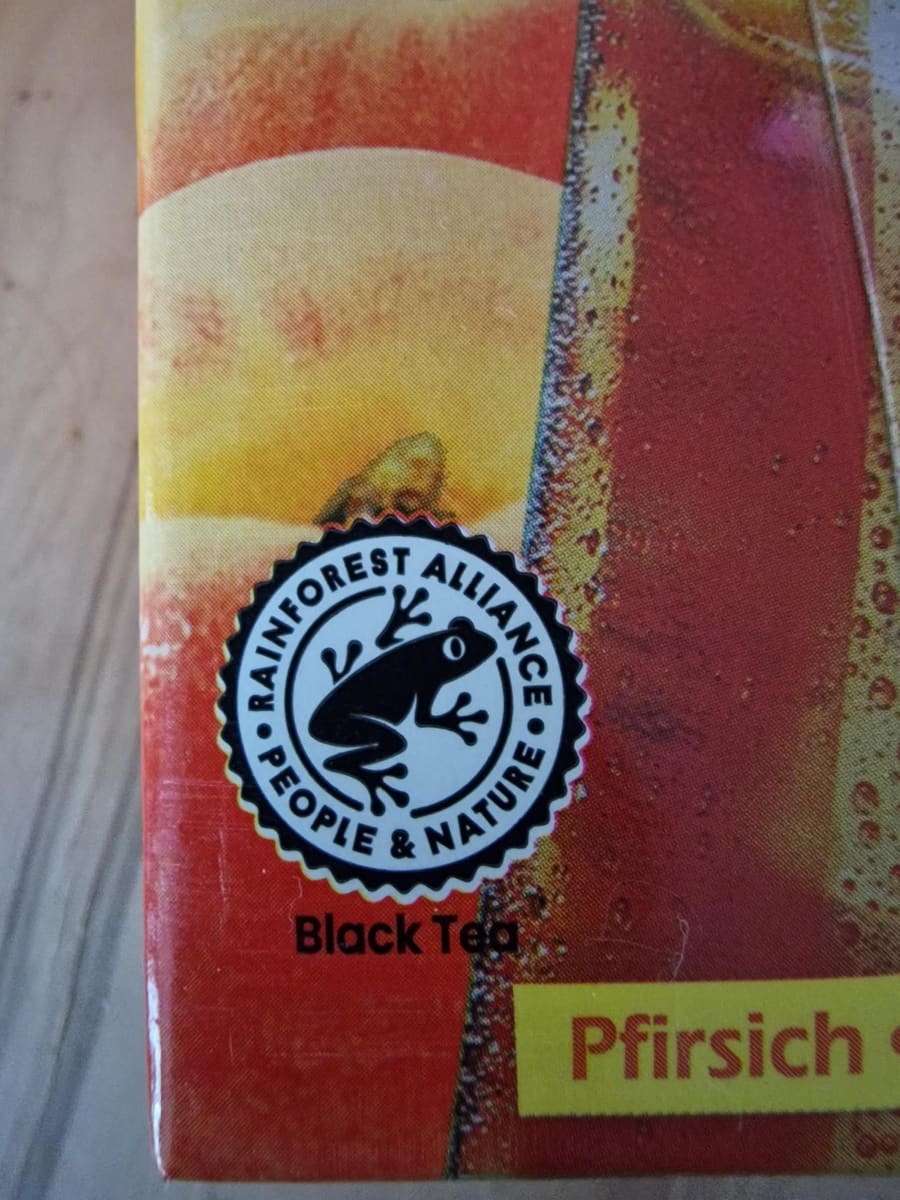 RAINFOREST ALLIANCE
• PEOPLE & NATURE •
Black Tea
Pfirsich •